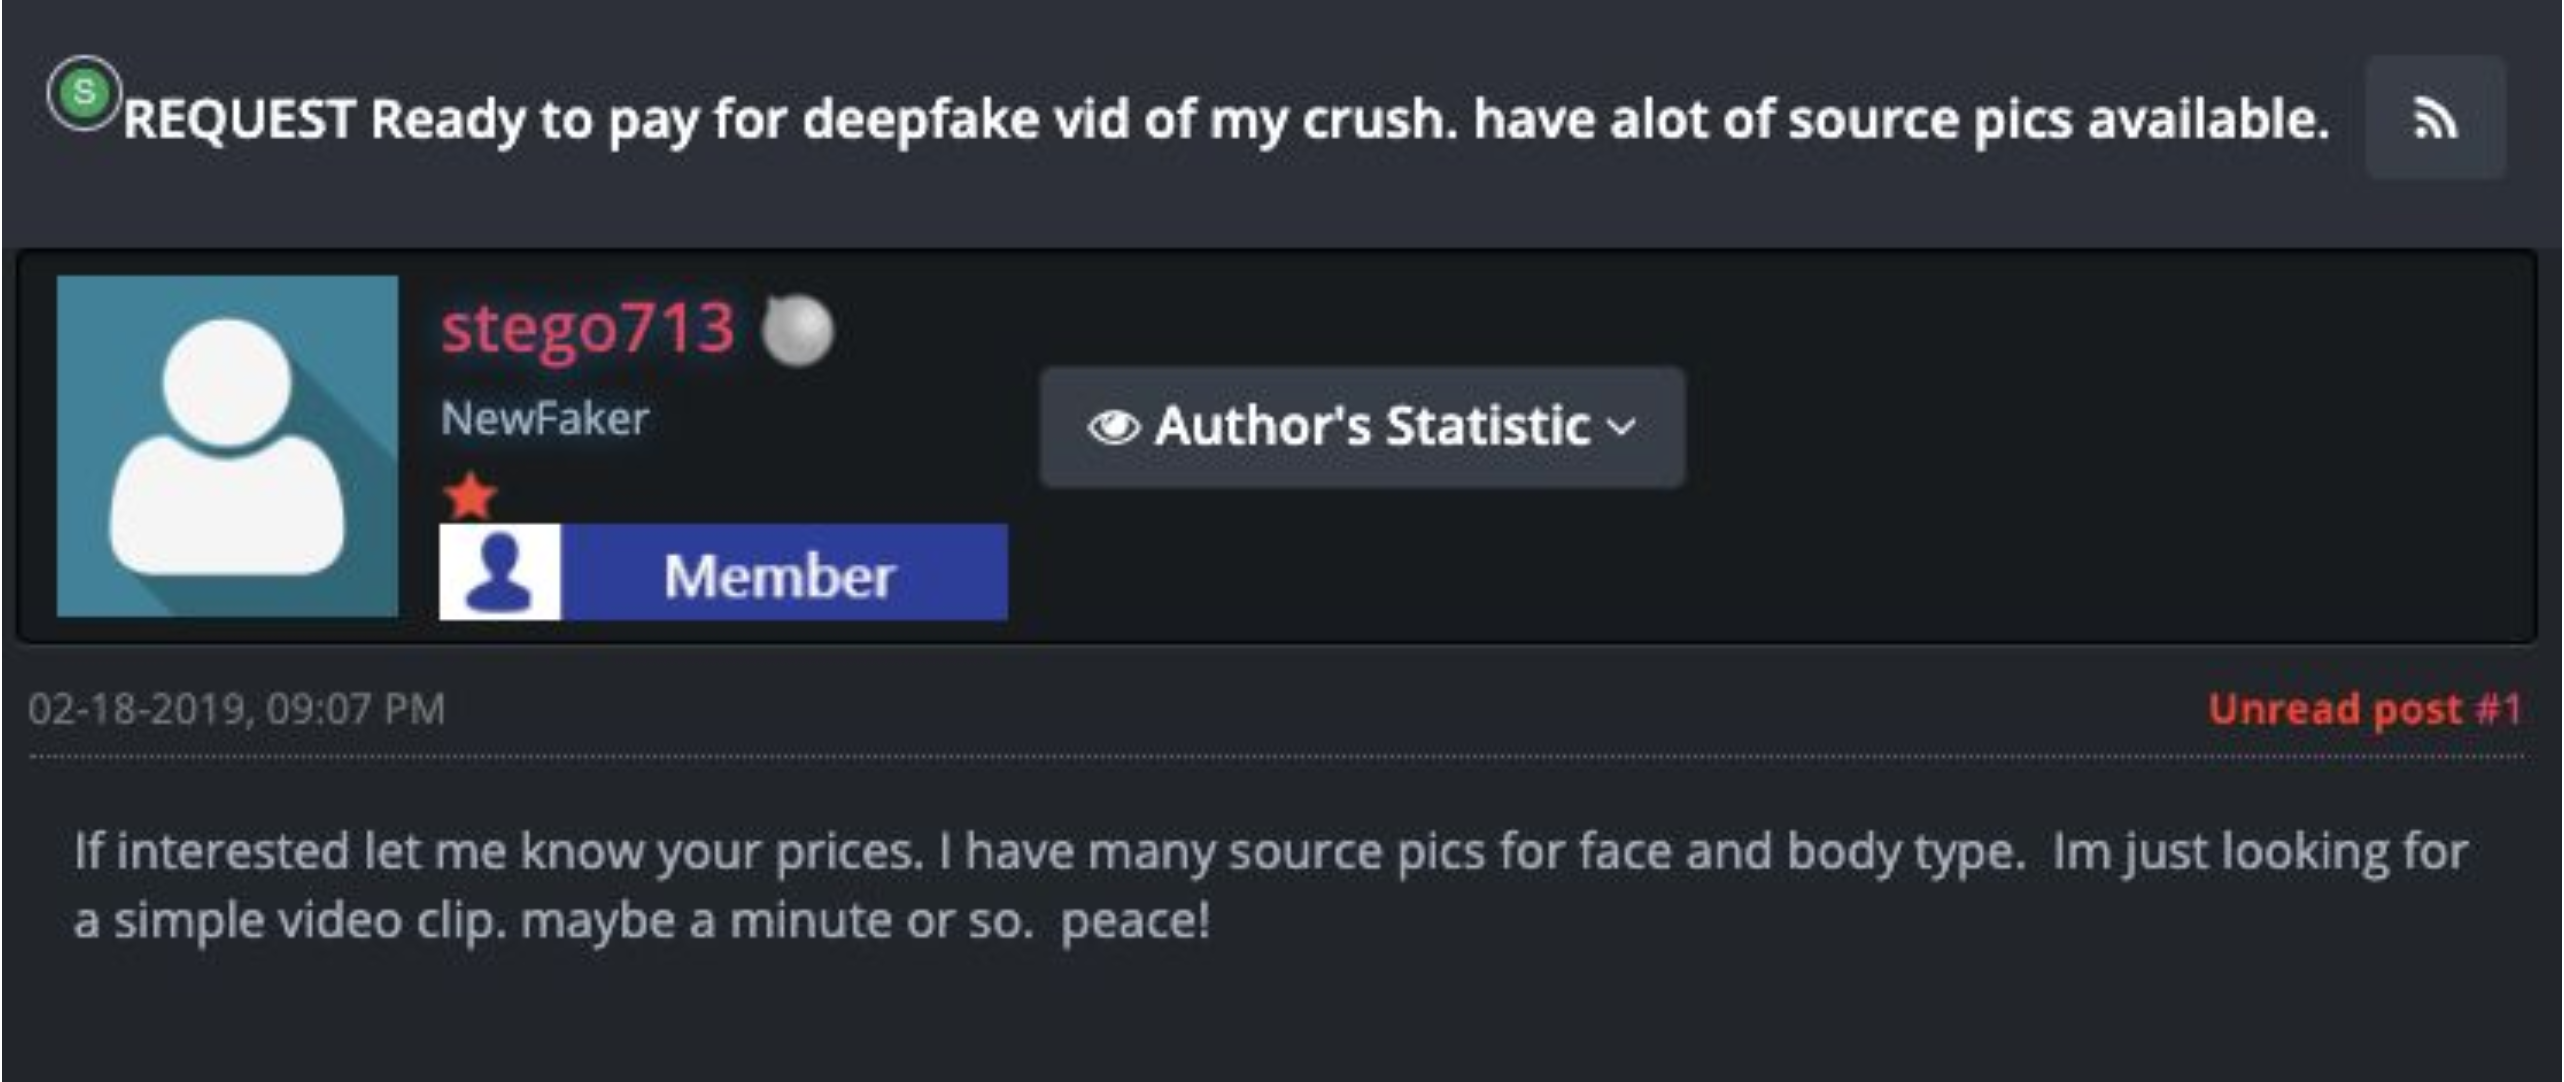 S
REQUEST Ready to pay for deepfake vid of my crush. have alot of source pics available.
stego713
NewFaker
Author's Statistic
Member
02-18-2019, 09:07 PM
Unread post #1
If interested let me know your prices. I have many source pics for face and body type.  Im just looking for
a simple video clip. maybe a minute or so.  peace!